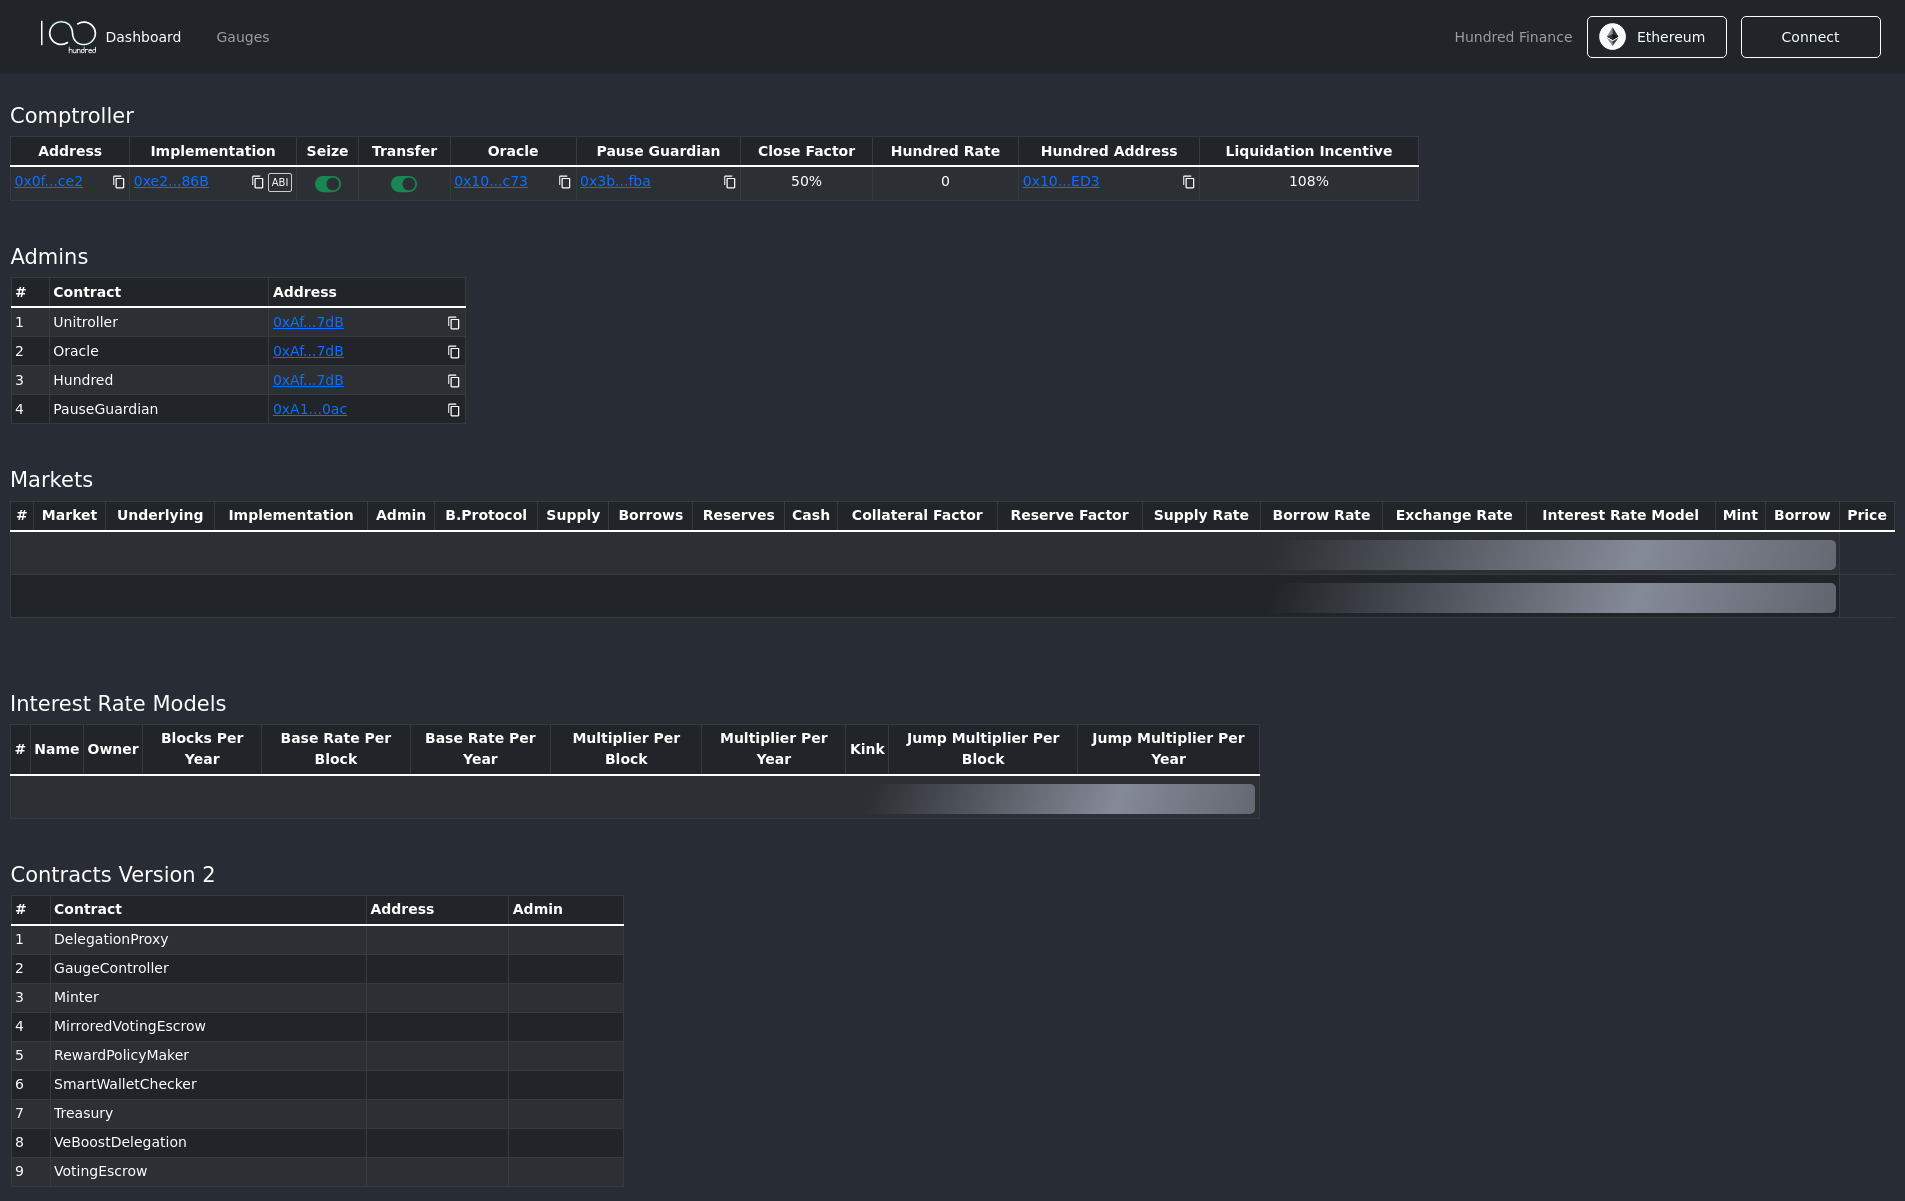 hundred
Dashboard Gauges Hundred Finance Ethereum Connect
Comptroller
Address Implementation Seize Transfer Oracle Pause Guardian Close Factor Hundred Rate Hundred Address Liquidation Incentive
0x0f...ce2 0xe2...86B ABI 0x10...c73 0x3b...fba 50% 0 0x10...ED3 108%
Admins
# Contract Address
1 Unitroller 0xAf...7dB
2 Oracle 0xAf...7dB
3 Hundred 0xAf...7dB
4 PauseGuardian 0xA1...0ac
Markets
# Market Underlying Implementation Admin B.Protocol Supply Borrows Reserves Cash Collateral Factor Reserve Factor Supply Rate Borrow Rate Exchange Rate Interest Rate Model Mint Borrow Price
Interest Rate Models
# Name Owner Blocks Per Year Base Rate Per Block Base Rate Per Year Multiplier Per Block Multiplier Per Year Kink Jump Multiplier Per Block Jump Multiplier Per Year
Contracts Version 2
# Contract Address Admin
1 DelegationProxy
2 GaugeController
3 Minter
4 MirroredVotingEscrow
5 RewardPolicyMaker
6 SmartWalletChecker
7 Treasury
8 VeBoostDelegation
9 VotingEscrow